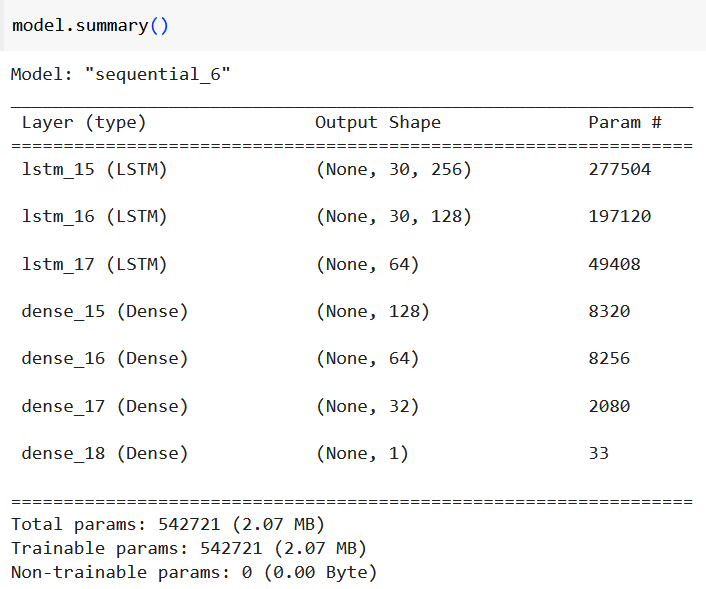 model.summary()
Model: "sequential_6"
_________________________________________________________________
Layer (type)                Output Shape              Param #
=================================================================
lstm_15 (LSTM)              (None, 30, 256)           277504
lstm_16 (LSTM)              (None, 30, 128)           197120
lstm_17 (LSTM)              (None, 64)                49408
dense_15 (Dense)            (None, 128)               8320
dense_16 (Dense)            (None, 64)                8256
dense_17 (Dense)            (None, 32)                2080
dense_18 (Dense)            (None, 1)                 33
=================================================================
Total params: 542721 (2.07 MB)
Trainable params: 542721 (2.07 MB)
Non-trainable params: 0 (0.00 Byte)